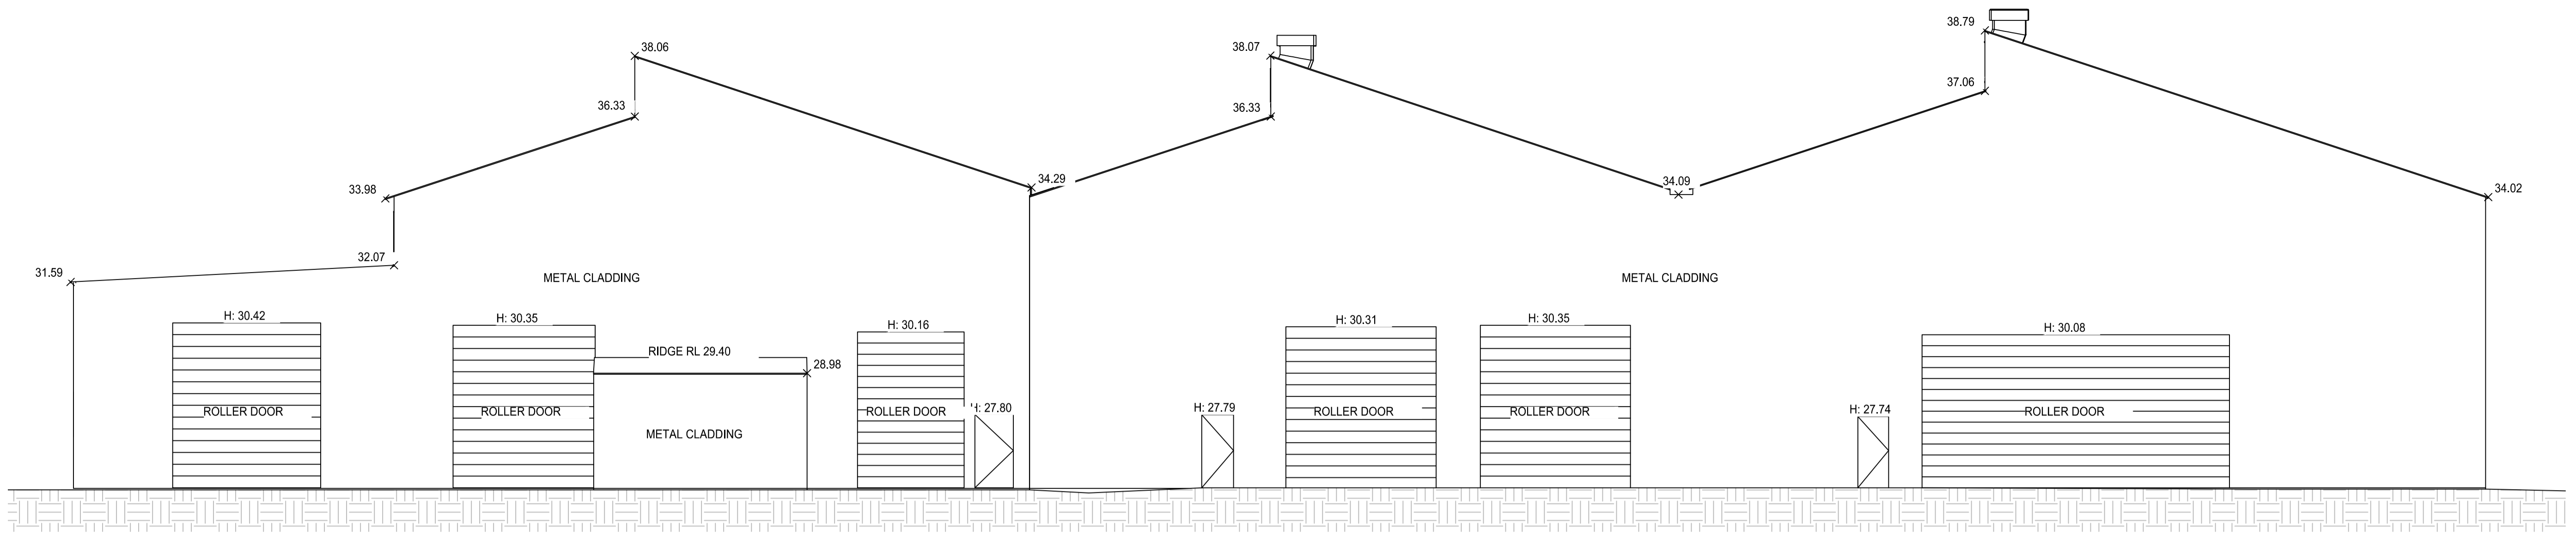 38.79
38.06
38.07
37.06
36.33
36.33
33.98
34.29
34.09
34.02
31.59
32.07
METAL CLADDING
METAL CLADDING
H: 30.42
H: 30.35
H: 30.16
H: 30.31
H: 30.35
H: 30.08
RIDGE RL 29.40
28.98
ROLLER DOOR
ROLLER DOOR
ROLLER DOOR
H: 27.80
H: 27.79
ROLLER DOOR
ROLLER DOOR
H: 27.74
ROLLER DOOR
METAL CLADDING